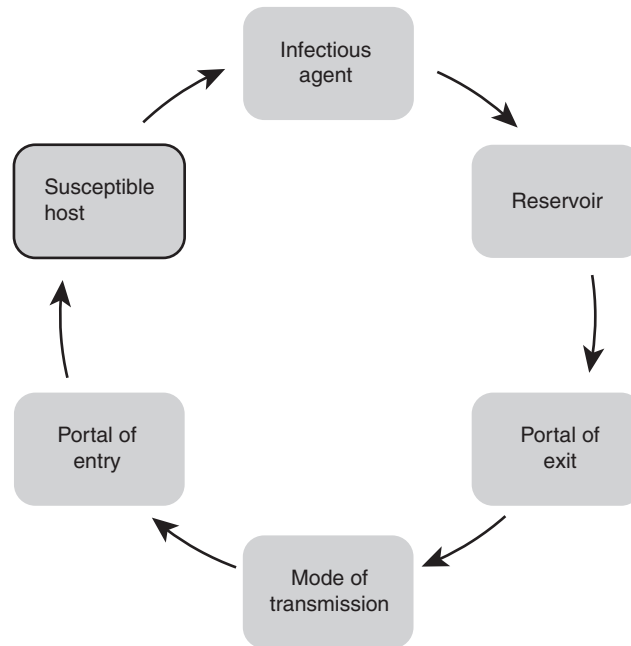 Infectious
agent
Reservoir
Portal of
exit
Mode of
transmission
Portal of
entry
Susceptible
host